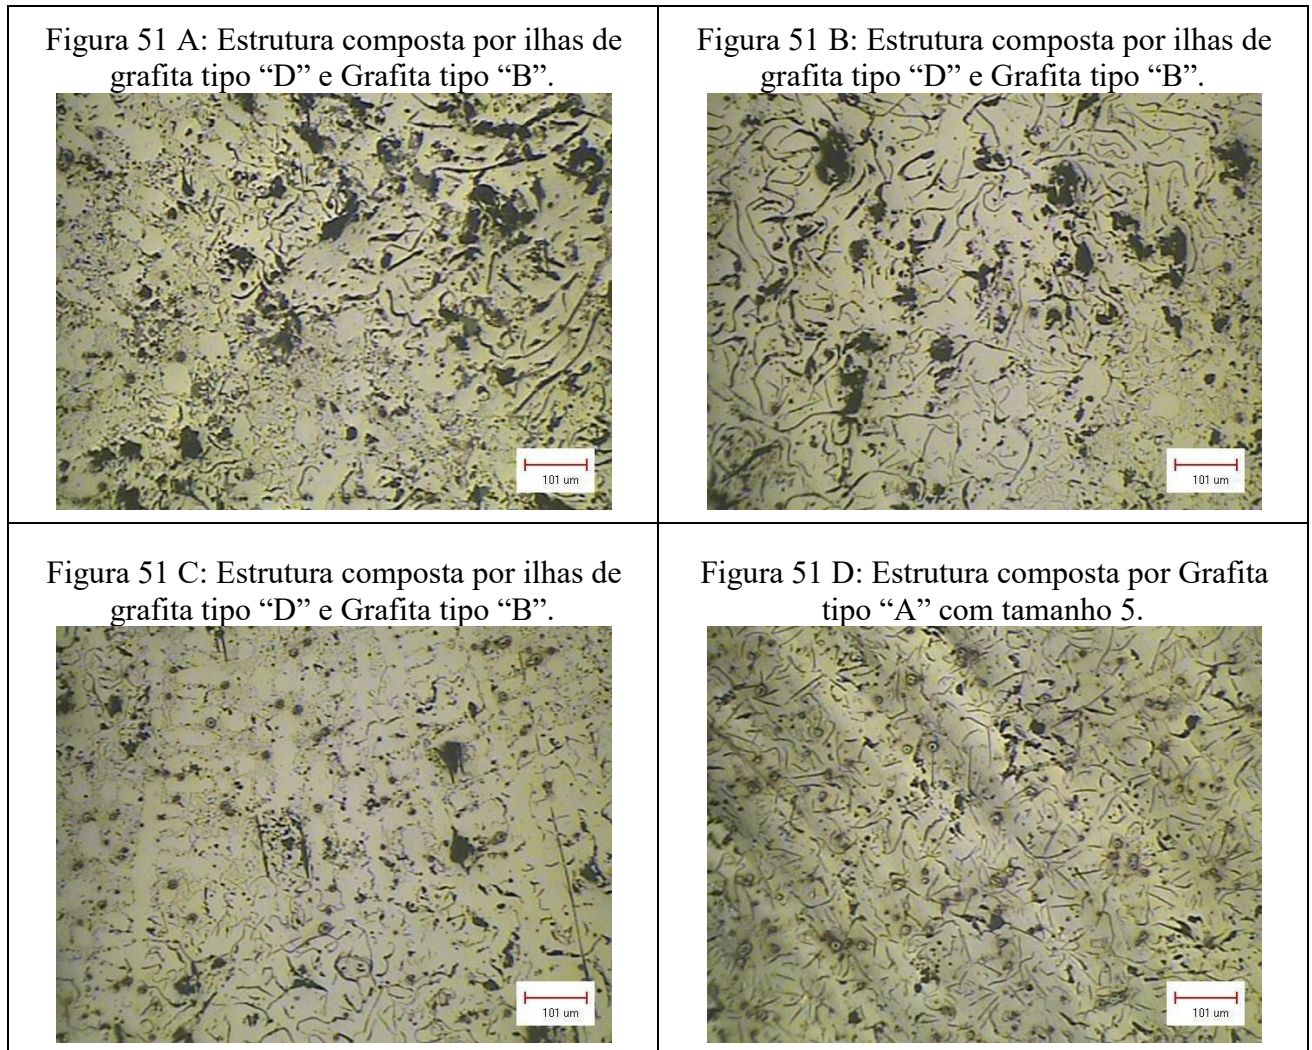 Figura 51 A: Estrutura composta por ilhas de
grafita tipo “D” e Grafita tipo “B”.
101 um
Figura 51 B: Estrutura composta por ilhas de
grafita tipo “D” e Grafita tipo “B”.
101 um
Figura 51 C: Estrutura composta por ilhas de
grafita tipo “D” e Grafita tipo “B”.
101 um
Figura 51 D: Estrutura composta por Grafita
tipo “A” com tamanho 5.
101 um